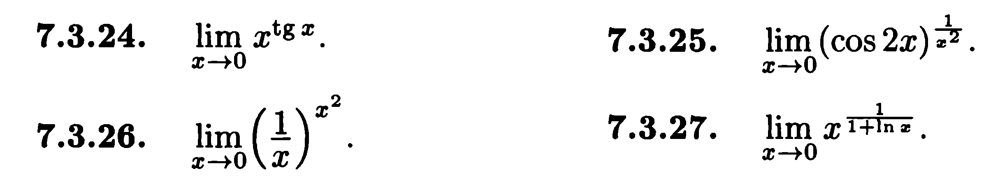 7.3.24. $\lim\limits_{x \to 0} x^{\operatorname{tg} x}$. 7.3.25. $\lim\limits_{x \to 0} (\cos 2x)^{\frac{1}{x^2}}$.
7.3.26. $\lim\limits_{x \to 0} \left(\frac{1}{x}\right)^{x^2}$. 7.3.27. $\lim\limits_{x \to 0} x^{\frac{1}{1+\ln x}}$.